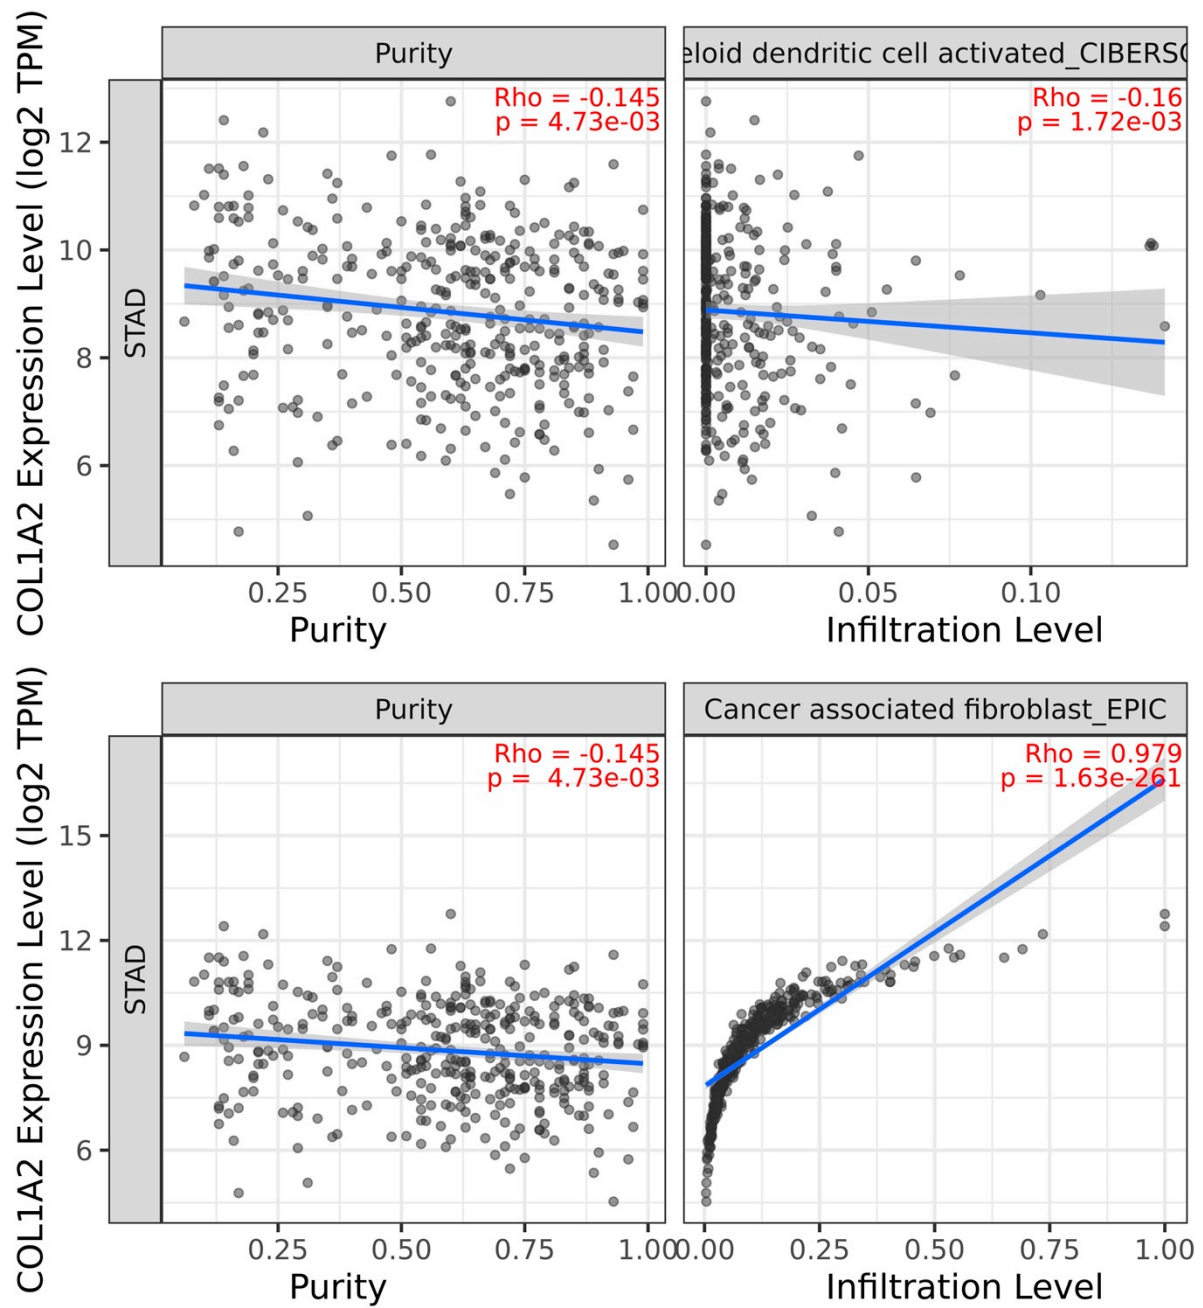 Purity
eloid dendritic cell activated_CIBERSO
COL1A2 Expression Level (log2 TPM)
STAD
Rho = -0.145
p = 4.73e-03
Rho = -0.16
p = 1.72e-03
12
10
8
6
0.25
0.50
0.75
1.00
0.00
0.05
0.10
Purity
Infiltration Level
Purity
Cancer associated fibroblast_EPIC
COL1A2 Expression Level (log2 TPM)
STAD
Rho = -0.145
p =  4.73e-03
Rho = 0.979
p = 1.63e-261
15
12
9
6
0.25
0.50
0.75
1.00
0.00
0.25
0.50
0.75
1.00
Purity
Infiltration Level